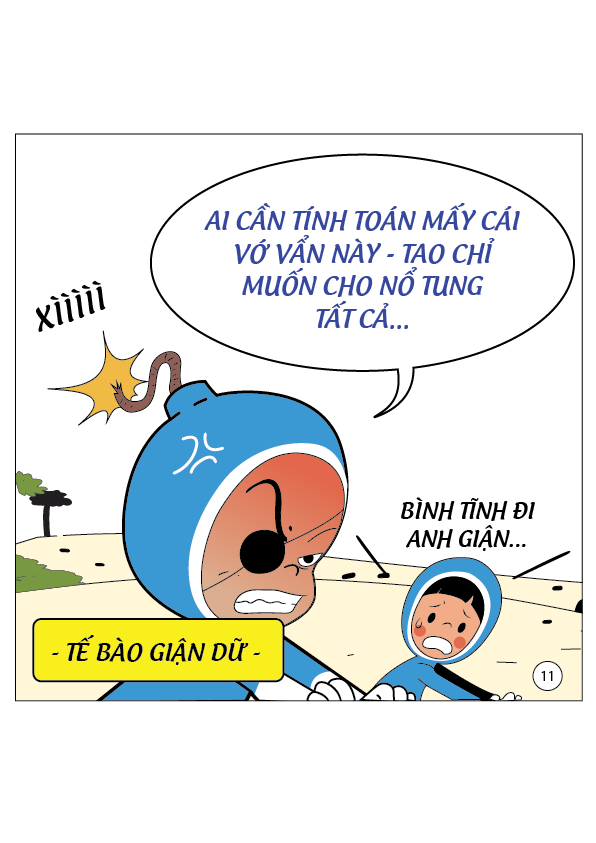 AI CẦN TÍNH TOÁN MẤY CÁI
VỚ VẨN NÀY - TAO CHỈ
MUỐN CHO NỔ TUNG
TẤT CẢ...
xììììì
BÌNH TĨNH ĐI
ANH GIẬN...
- TẾ BÀO GIẬN DỮ -
11